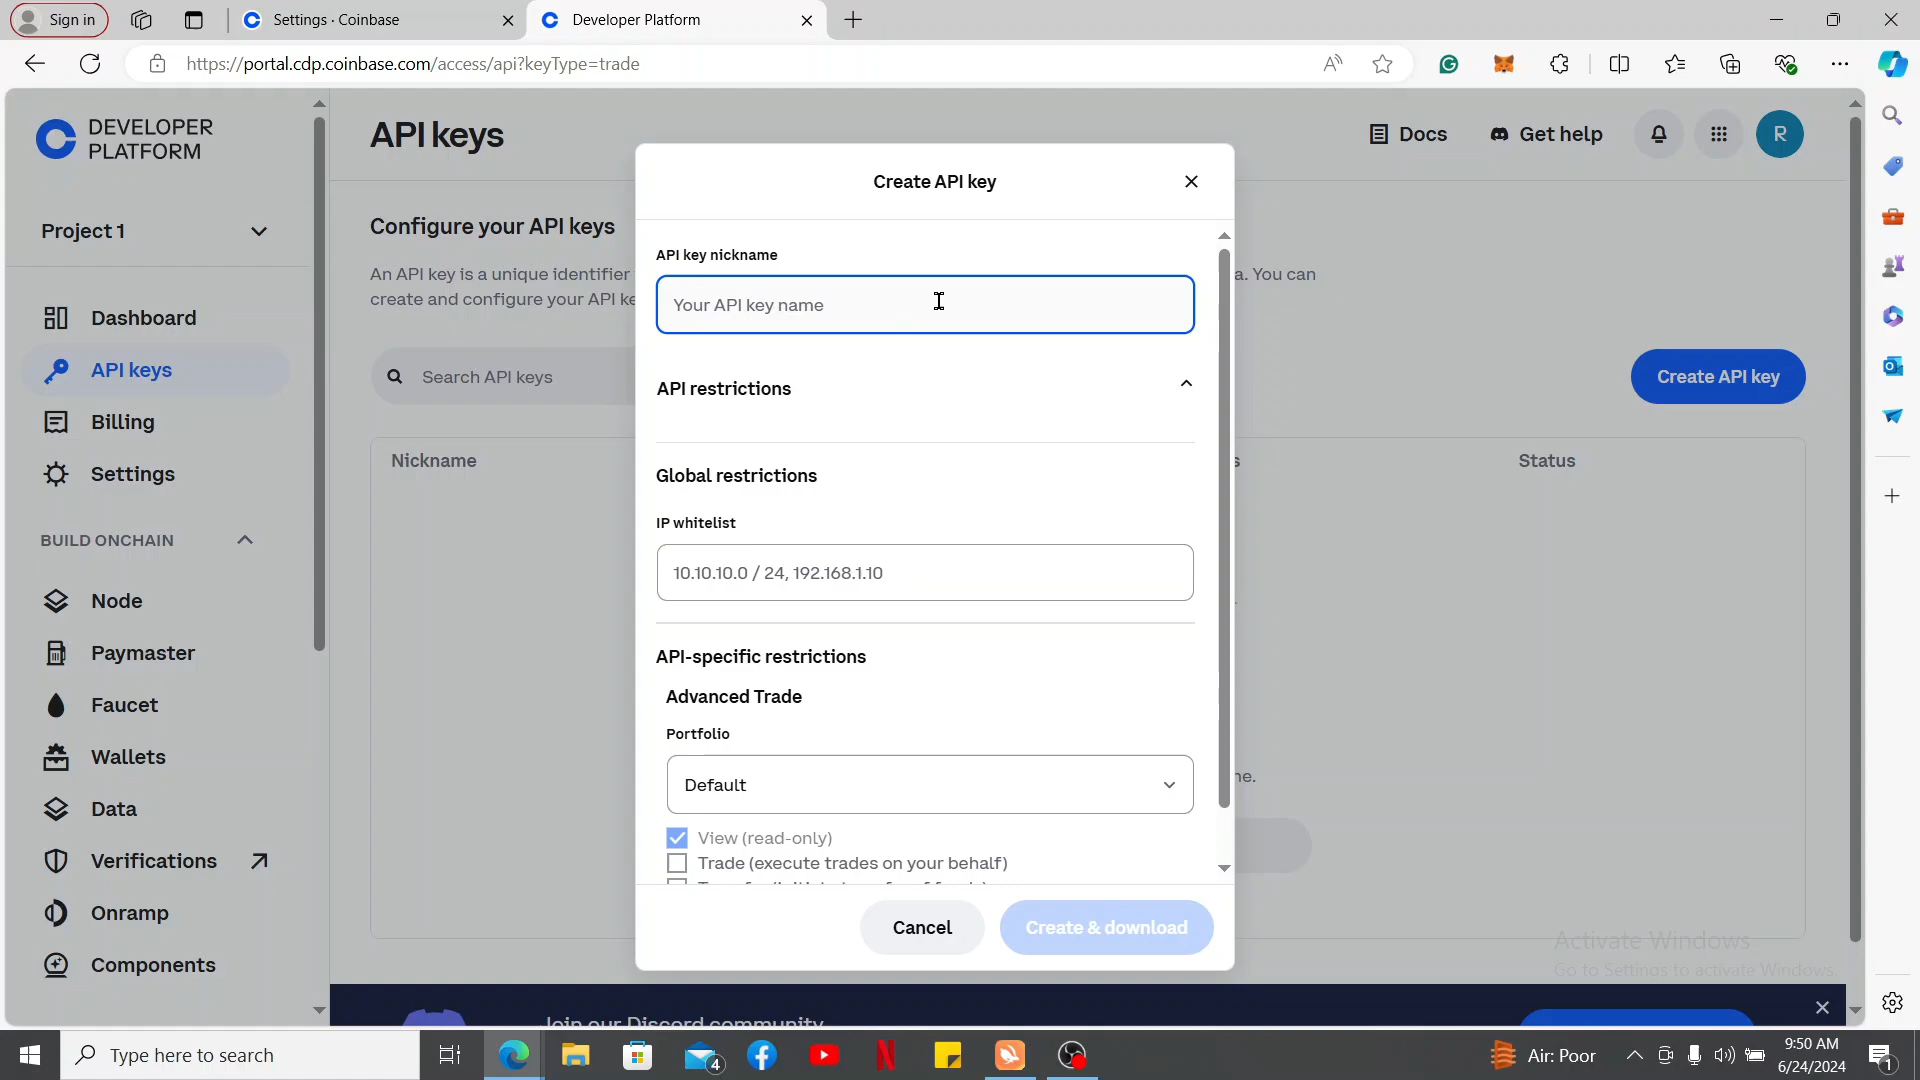 Sign in
Settings · Coinbase
Developer Platform
https://portal.cdp.coinbase.com/access/api?keyType=trade
DEVELOPER
PLATFORM
API keys
Docs
Get help
R
Project 1
Configure your API keys
An API key is a unique identifier
a. You can
create and configure your API ke
Dashboard
API keys
Billing
Settings
BUILD ONCHAIN
Node
Paymaster
Faucet
Wallets
Data
Verifications
Onramp
Components
Search API keys
Create API key
Nickname
s
Status
ne.
Create API key
API key nickname
Your API key name
API restrictions
Global restrictions
IP whitelist
10.10.10.0 / 24, 192.168.1.10
API-specific restrictions
Advanced Trade
Portfolio
Default
View (read-only)
Trade (execute trades on your behalf)
Cancel
Create & download
Activate Windows
Go to Settings to activate Windows.
Join our Discord community
Type here to search
4
Air: Poor
9:50 AM
6/24/2024
1